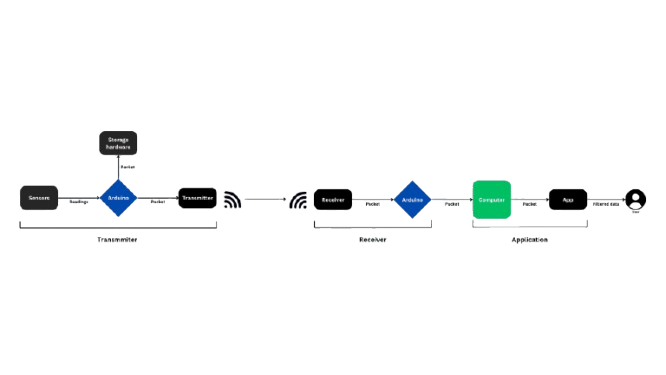 Storage
hardware
Packet
Sensors
Readings
Arduino
Packet
Transmitter
Receiver
Packet
Arduino
Packet
Computer
Packet
App
Filtered data
User
Transmmiter
Receiver
Application